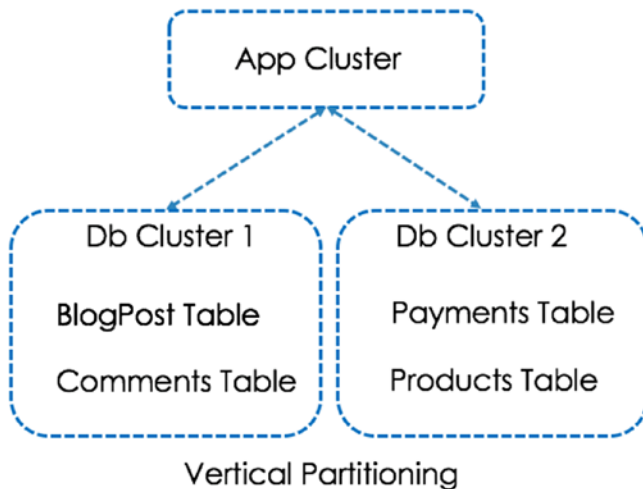 App Cluster
Db Cluster 1
BlogPost Table
Comments Table
Db Cluster 2
Payments Table
Products Table
Vertical Partitioning